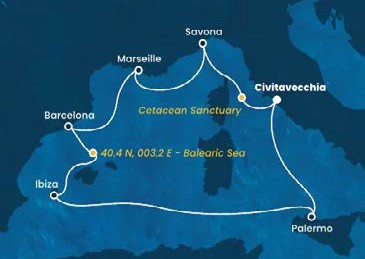 Savona
Marseille
Civitavecchia
Cetacean Sanctuary
Barcelona
40.4 N, 003.2 E - Balearic Sea
Ibiza
Palermo